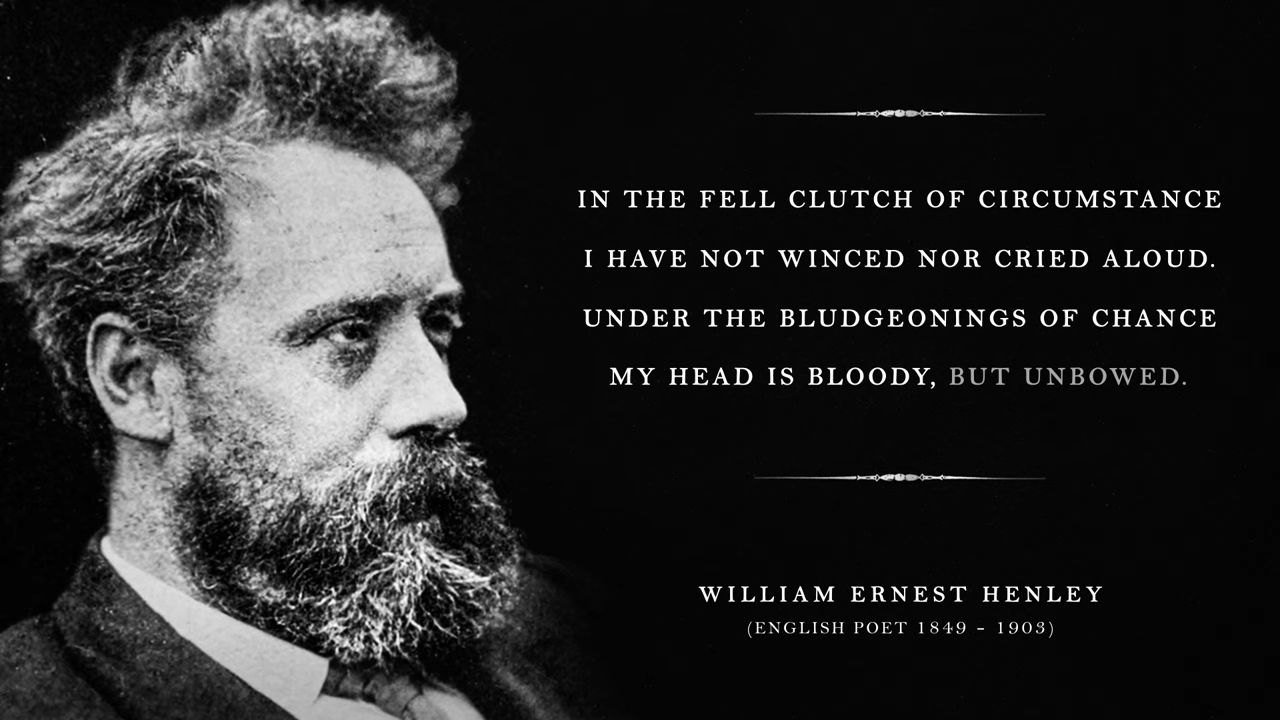 IN THE FELL CLUTCH OF CIRCUMSTANCE
I HAVE NOT WINCED NOR CRIED ALOUD.
UNDER THE BLUDGEONINGS OF CHANCE
MY HEAD IS BLOODY, BUT UNBOWED.
WILLIAM ERNEST HENLEY
(ENGLISH POET 1849 – 1903)